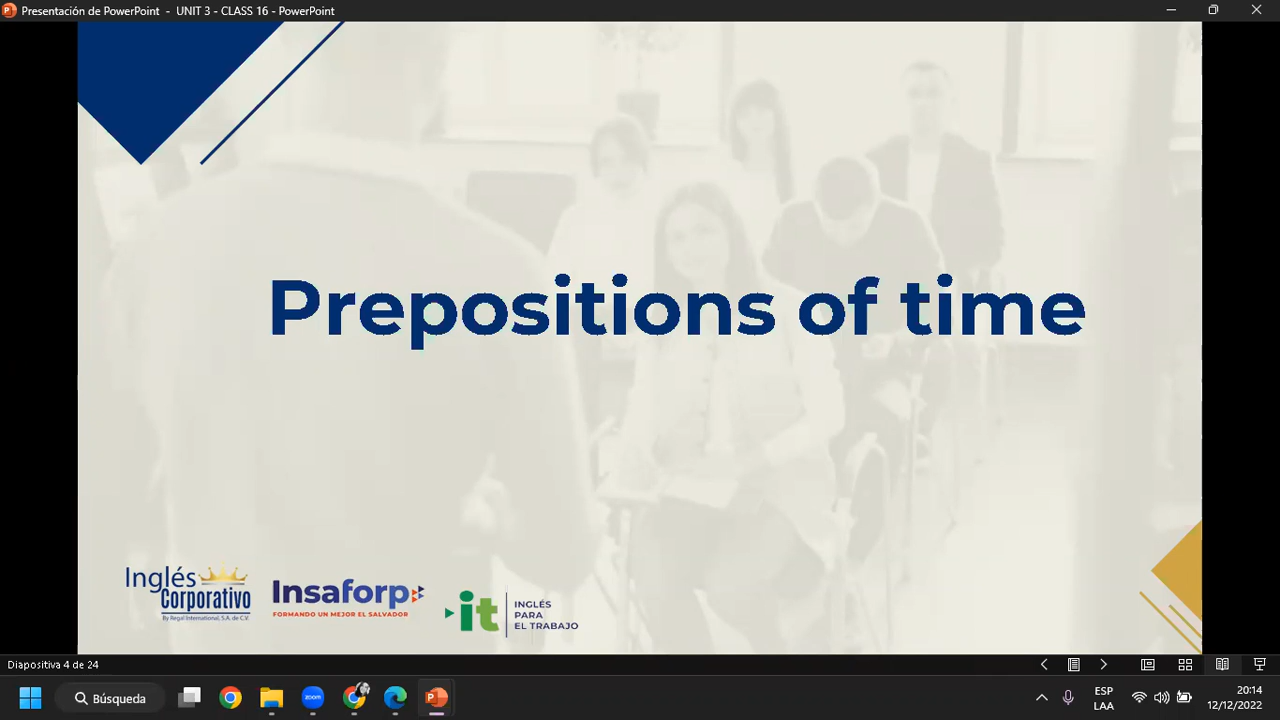 Presentación de PowerPoint - UNIT 3 - CLASS 16 - PowerPoint
Prepositions of time
Inglés
Corporativo
By Regal International, S.A. de C.V.
Insaforp
FORMANDO UN MEJOR EL SALVADOR
it
INGLÉS
PARA
EL TRABAJO
Diapositiva 4 de 24
Búsqueda
zoom
ESP
LAA
20:14
12/12/2022